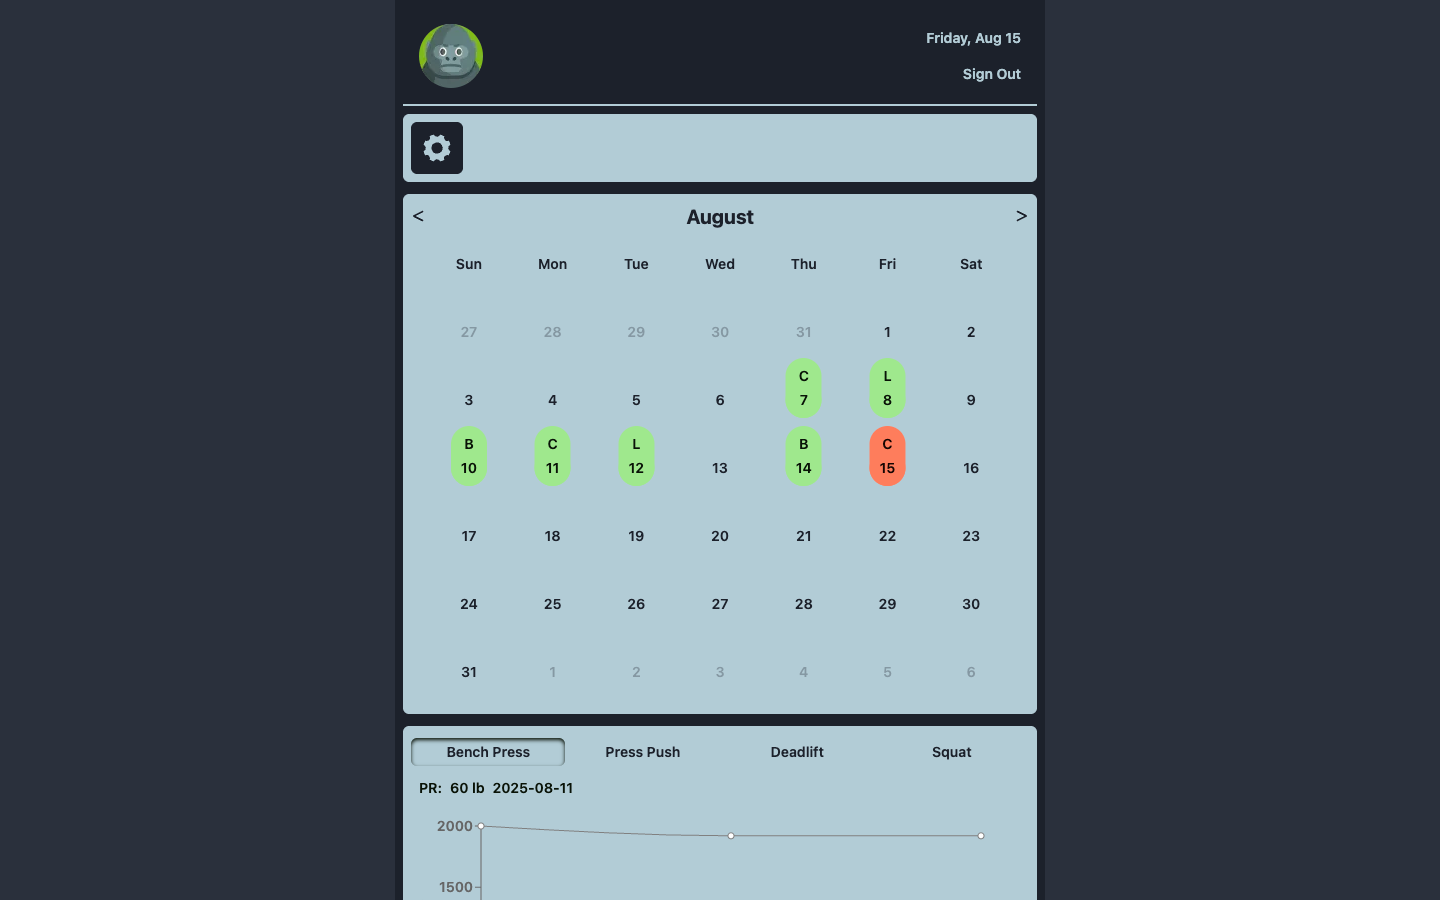 Friday, Aug 15
Sign Out
< August >
Sun Mon Tue Wed Thu Fri Sat
27 28 29 30 31 1 2
C L
3 4 5 6 7 8 9
B C L B C
10 11 12 13 14 15 16
17 18 19 20 21 22 23
24 25 26 27 28 29 30
31 1 2 3 4 5 6
Bench Press Press Push Deadlift Squat
PR: 60 lb 2025-08-11
2000
1500